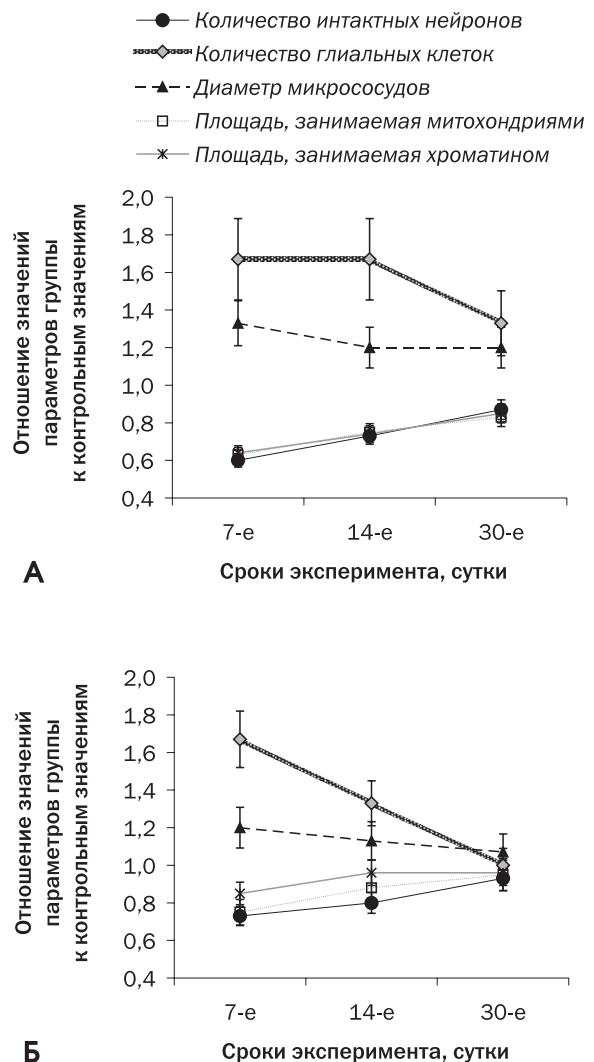 Количество интактных нейронов
Количество глиальных клеток
Диаметр микрососудов
Площадь, занимаемая митохондриями
Площадь, занимаемая хроматином
Отношение значений
параметров группы
к контрольным значениям
2,0
1,8
1,6
1,4
1,2
1,0
0,8
0,6
0,4
7-е
14-е
30-е
А
Сроки эксперимента, сутки
Отношение значений
параметров группы
к контрольным значениям
2,0
1,8
1,6
1,4
1,2
1,0
0,8
0,6
0,4
7-е
14-е
30-е
Б
Сроки эксперимента, сутки